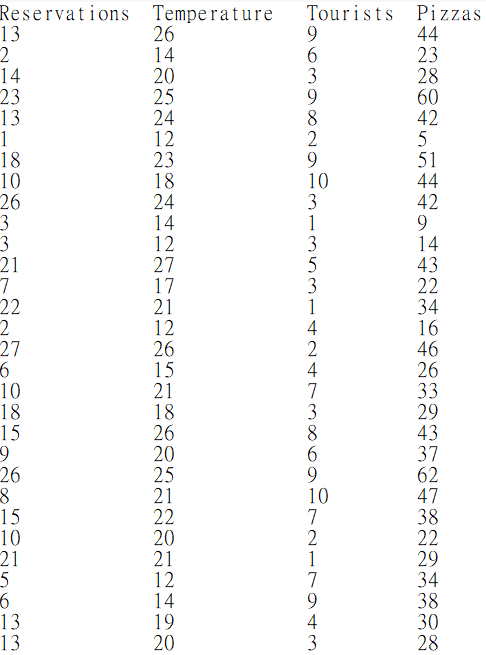 Reservations Temperature Tourists Pizzas
13 26 9 44
2 14 6 23
14 20 3 28
23 25 9 60
13 24 8 42
1 12 2 5
18 23 9 51
10 18 10 44
26 24 3 42
3 14 1 9
3 12 3 14
21 27 5 43
7 17 3 22
22 21 1 34
2 12 4 16
27 26 2 46
6 15 4 26
10 21 7 33
18 18 3 29
15 26 8 43
9 20 6 37
26 25 9 62
8 21 10 47
15 22 7 38
10 20 2 22
21 21 1 29
5 12 7 34
6 14 9 38
13 19 4 30
13 20 3 28